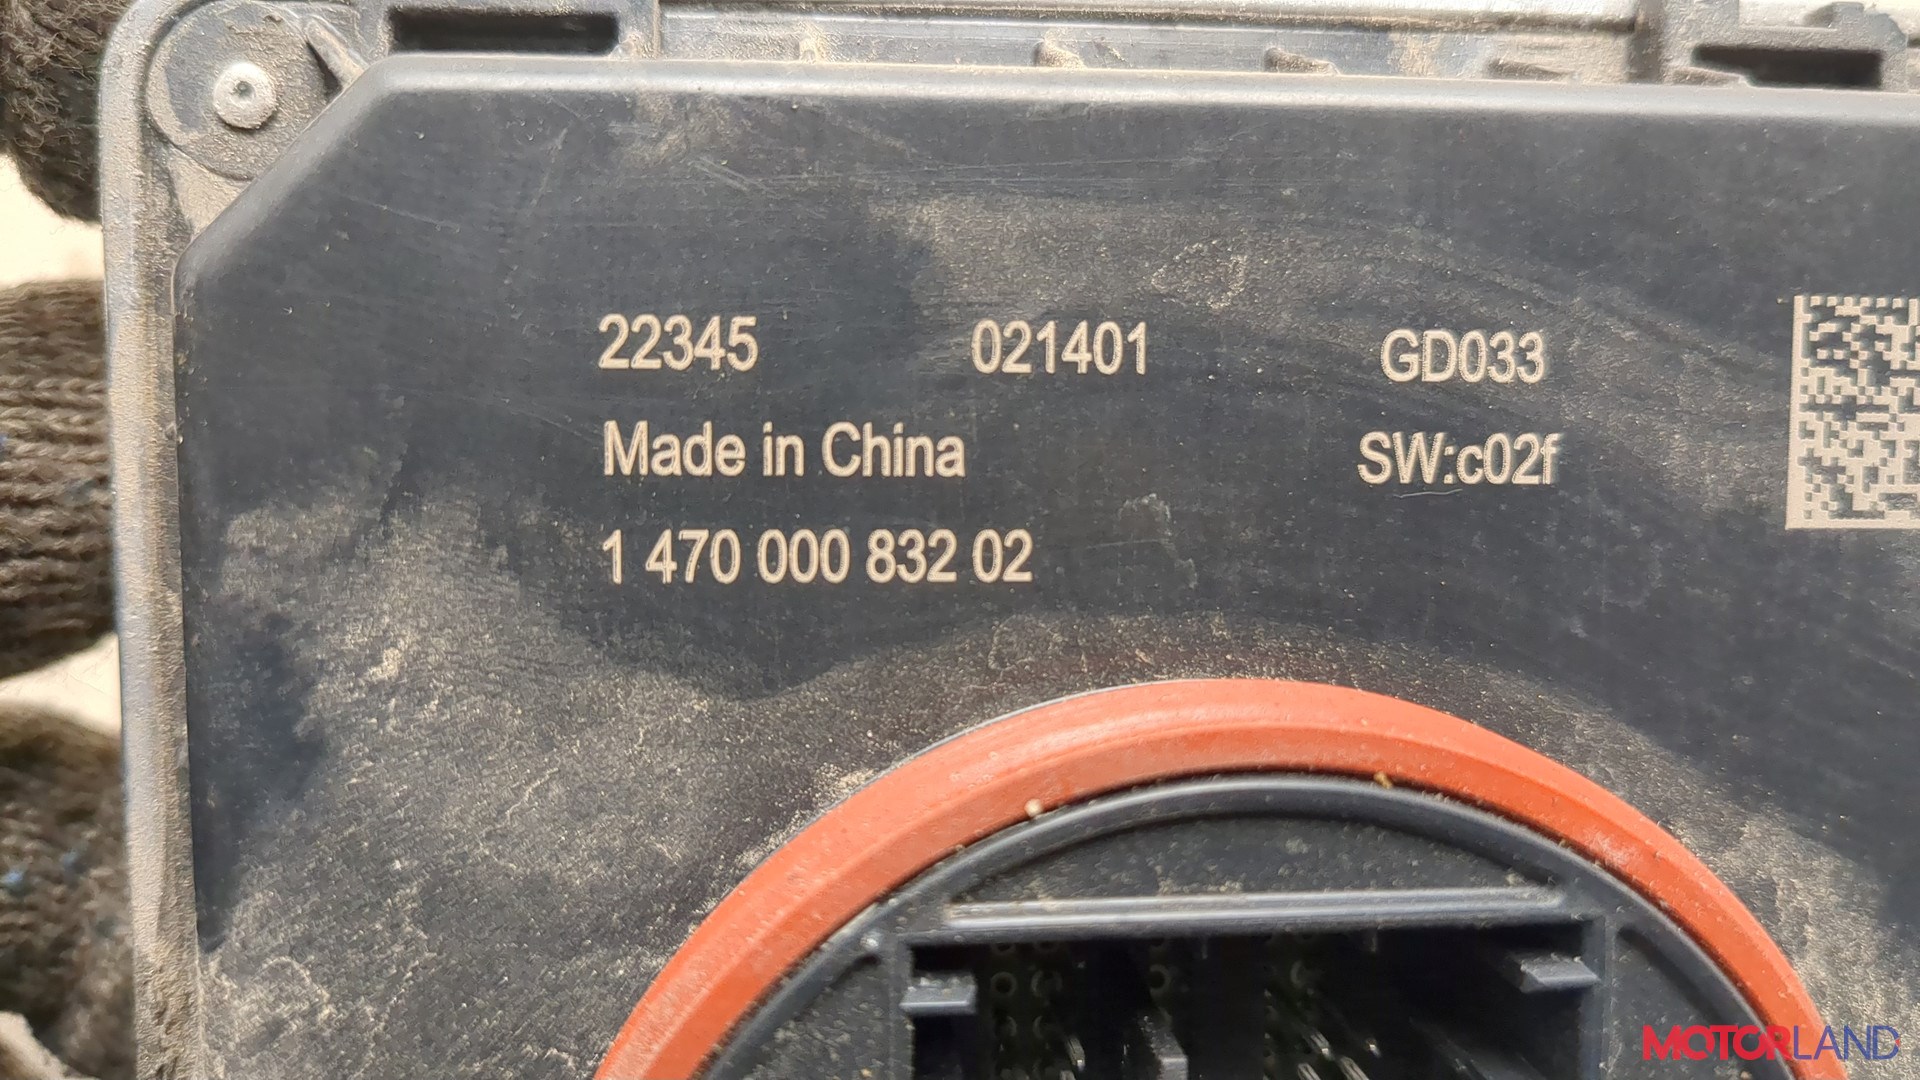 22345 021401 GD033
Made in China SW:c02f
1 470 000 832 02
MOTORLAND